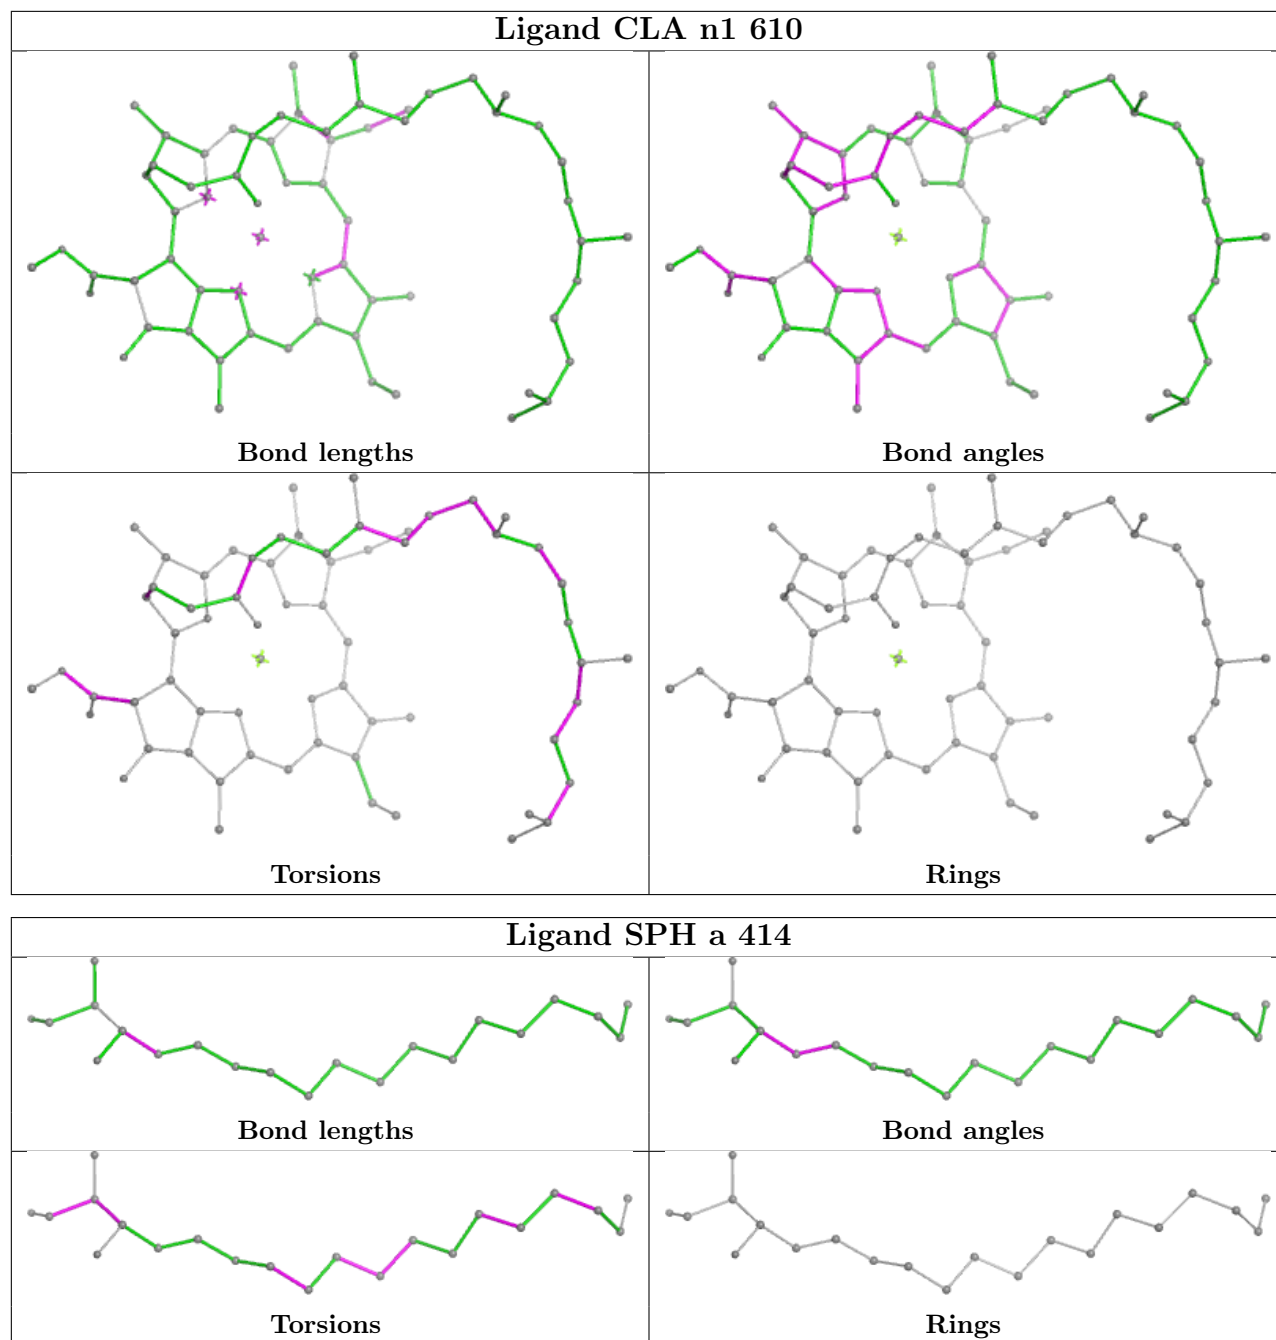 Ligand CLA n1 610
Bond lengths
Bond angles
Torsions
Rings
Ligand SPH a 414
Bond lengths
Bond angles
Torsions
Rings